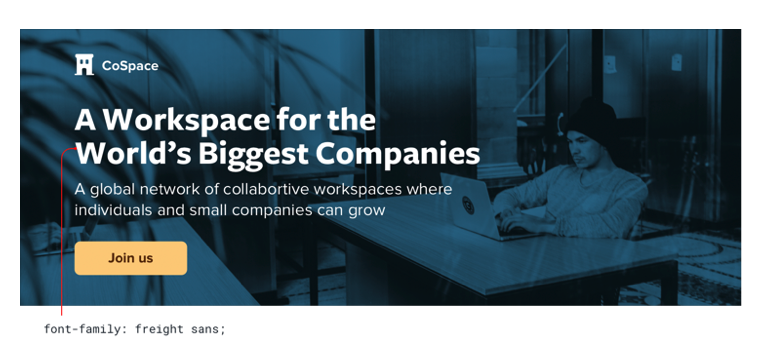 CoSpace
A Workspace for the
World’s Biggest Companies
A global network of collabortive workspaces where
individuals and small companies can grow
Join us
font-family: freight sans;